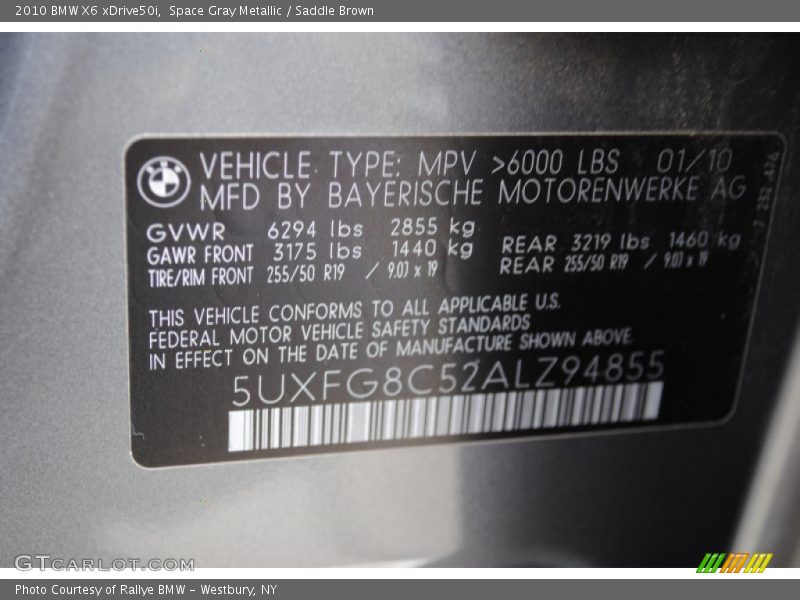 2010 BMW X6 xDrive50i, Space Gray Metallic / Saddle Brown
VEHICLE TYPE: MPV >6000 LBS 01/10
MFD BY BAYERISCHE MOTORENWERKE AG
GVWR 6294 lbs 2855 kg
GAWR FRONT 3175 lbs 1440 kg REAR 3219 lbs 1460 kg
TIRE/RIM FRONT 255/50 R19 / 9.0J x 19 REAR 255/50 R19 / 9.0J x 19
THIS VEHICLE CONFORMS TO ALL APPLICABLE U.S.
FEDERAL MOTOR VEHICLE SAFETY STANDARDS
IN EFFECT ON THE DATE OF MANUFACTURE SHOWN ABOVE.
5UXFG8C52ALZ94855
7 232 476
GTCARLOT.COM
Photo Courtesy of Rallye BMW - Westbury, NY